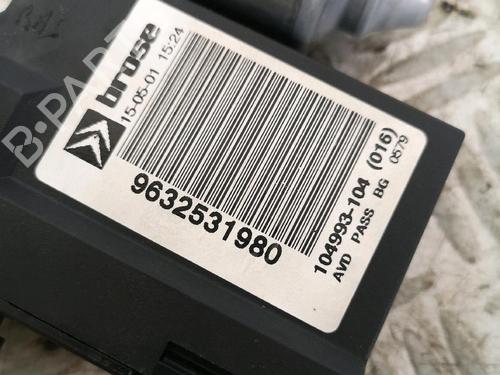 brose
15-05-01 15:24
9632531980
104993-104 (016)
AVD PASS BG 0579
B-PARTS